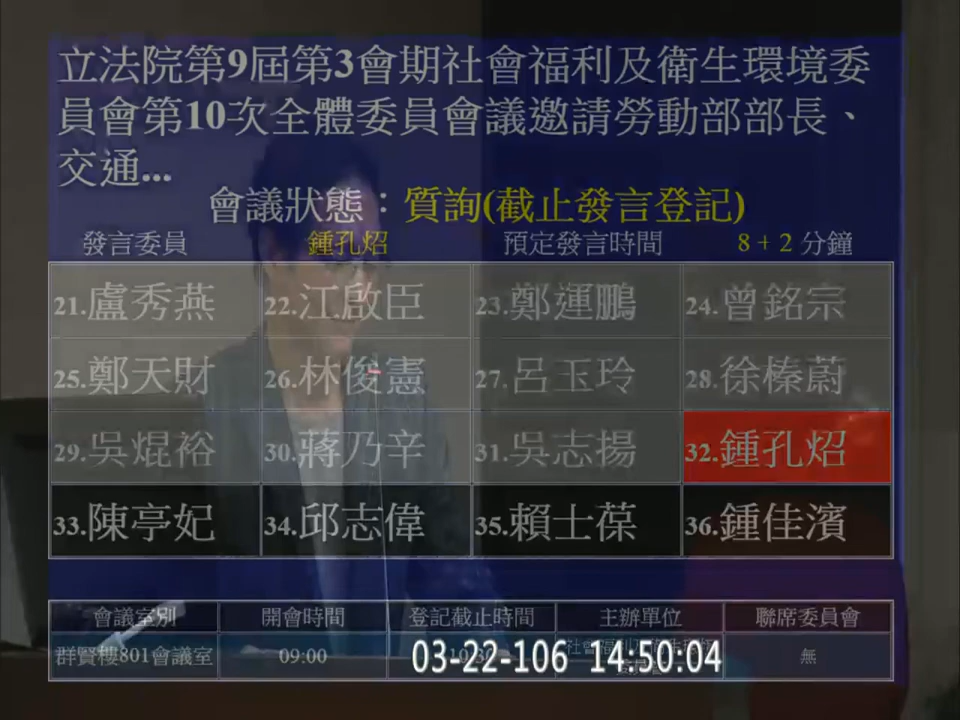 立法院第9屆第3會期社會福利及衛生環境委
員會第10次全體委員會議邀請勞動部部長、
交通...
會議狀態：質詢(截止發言登記)
發言委員 鍾孔炤 預定發言時間 8 + 2 分鐘
21.盧秀燕 22.江啟臣 23.鄭運鵬 24.曾銘宗
25.鄭天財 26.林俊憲 27.呂玉玲 28.徐榛蔚
29.吳焜裕 30.蔣乃辛 31.吳志揚 32.鍾孔炤
33.陳亭妃 34.邱志偉 35.賴士葆 36.鍾佳濱
會議室別 開會時間 登記截止時間 主辦單位 聯席委員會
群賢樓801會議室 09:00 無
03-22-106 14:50:04